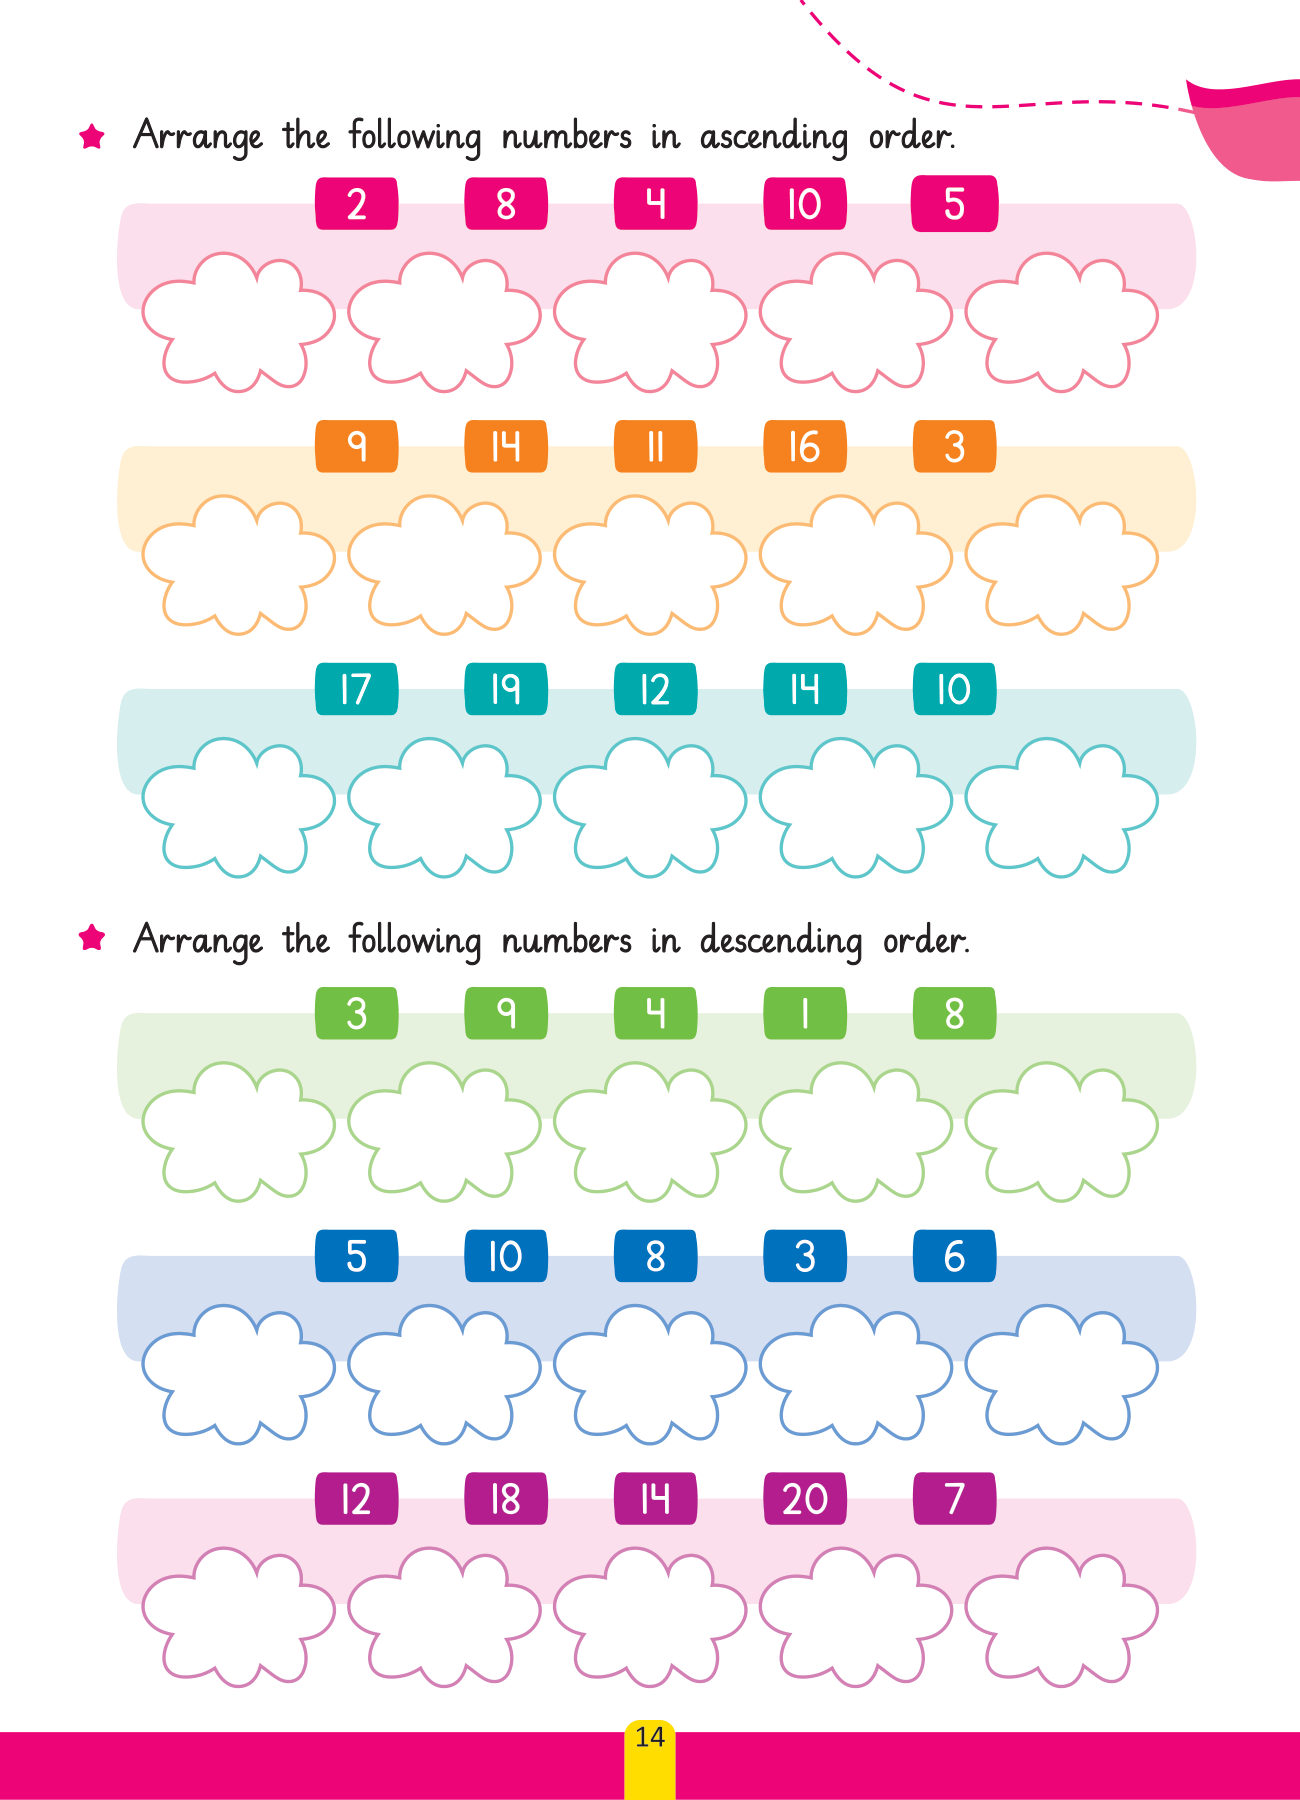 Arrange the following numbers in ascending order.
2 8 4 10 5
9 14 11 16 3
17 19 12 14 10
Arrange the following numbers in descending order.
3 9 4 1 8
5 10 8 3 6
12 18 14 20 7
14